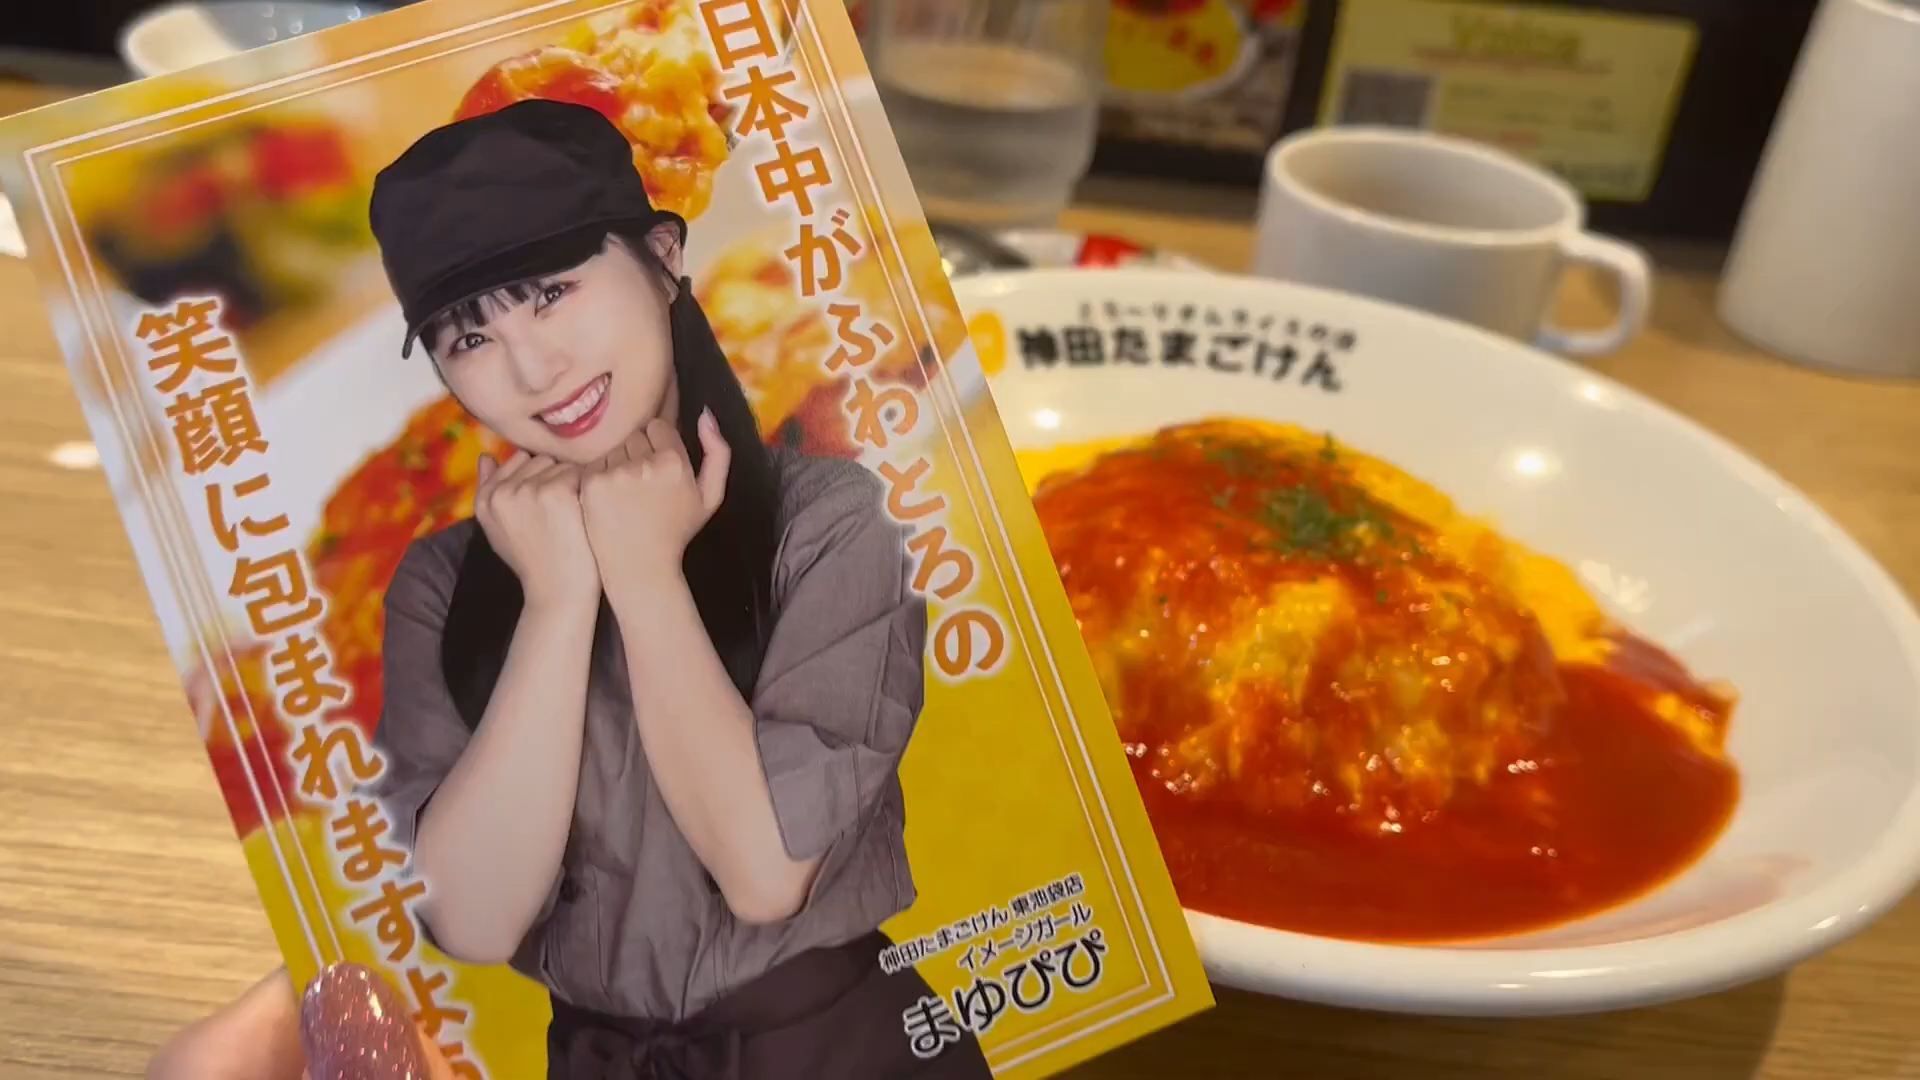 日本中がふわとろの
笑顔に包まれますよ
神田たまごけん 東池袋店
イメージガール
まゆぴぴ
神田たまごけん